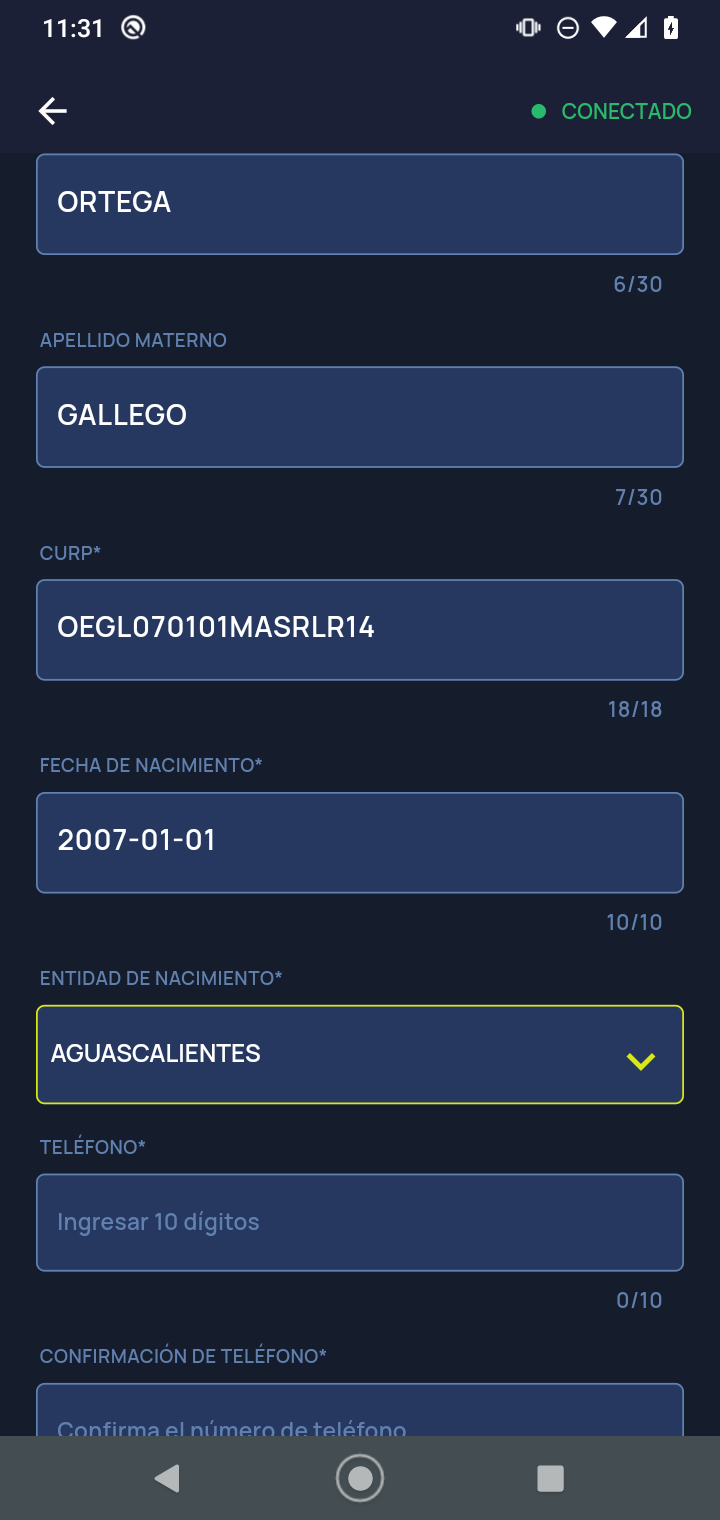 11:31
CONECTADO
ORTEGA
6/30
APELLIDO MATERNO
GALLEGO
7/30
CURP*
OEGL070101MASRLR14
18/18
FECHA DE NACIMIENTO*
2007-01-01
10/10
ENTIDAD DE NACIMIENTO*
AGUASCALIENTES
TELÉFONO*
Ingresar 10 dígitos
0/10
CONFIRMACIÓN DE TELÉFONO*
Confirma el número de teléfono